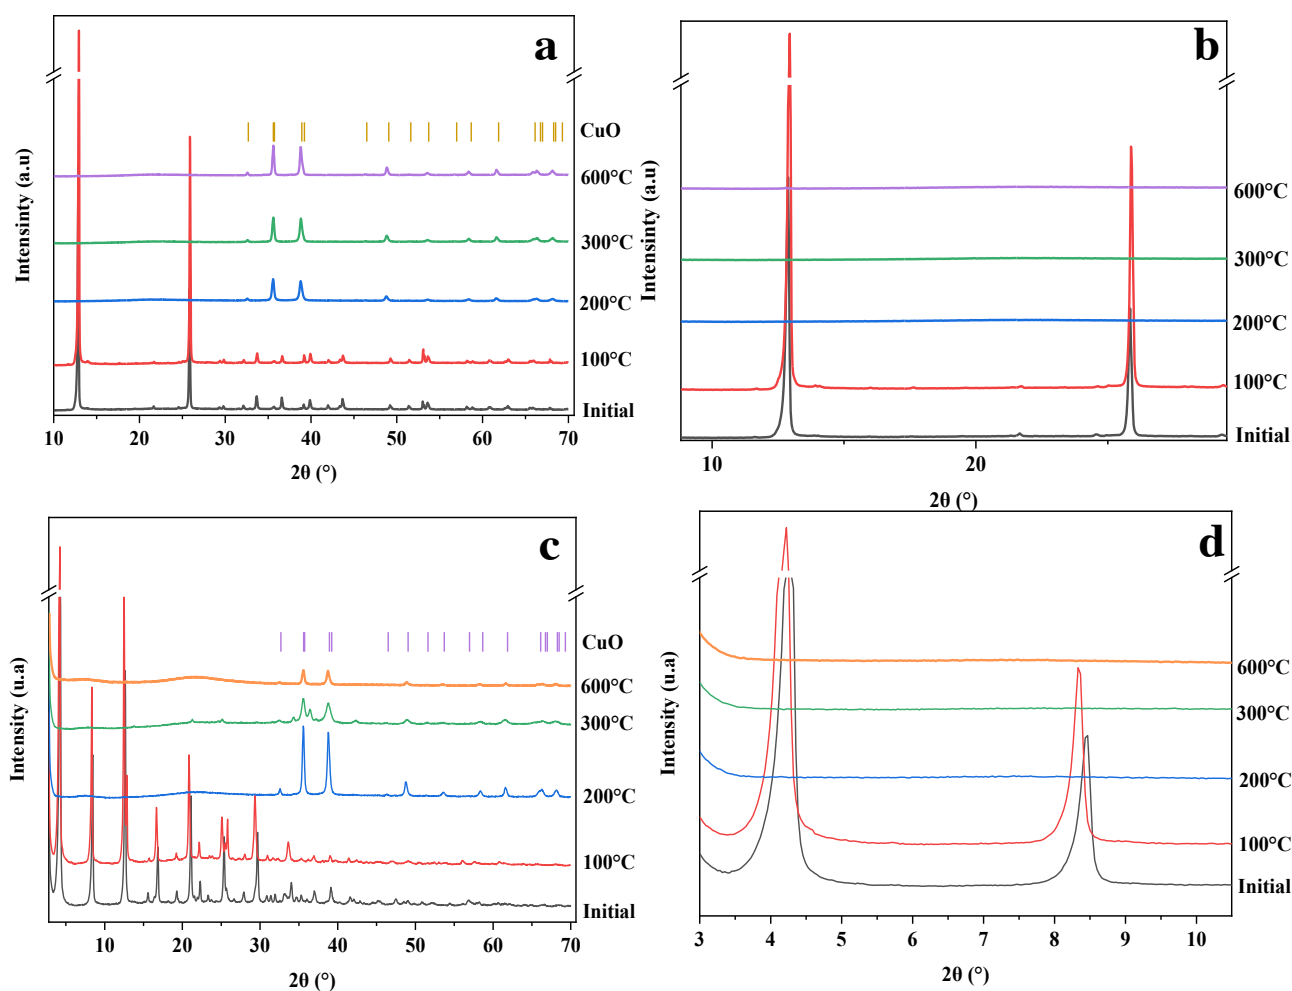 a
Intensinty (a.u)
CuO
600°C
300°C
200°C
100°C
Initial
10 20 30 40 50 60 70
2θ (°)
b
Intensinty (a.u)
600°C
300°C
200°C
100°C
Initial
10 20
2θ (°)
c
Intensity (u.a)
CuO
600°C
300°C
200°C
100°C
Initial
10 20 30 40 50 60 70
2θ (°)
d
Intensity (u.a)
600°C
300°C
200°C
100°C
Initial
3 4 5 6 7 8 9 10
2θ (°)